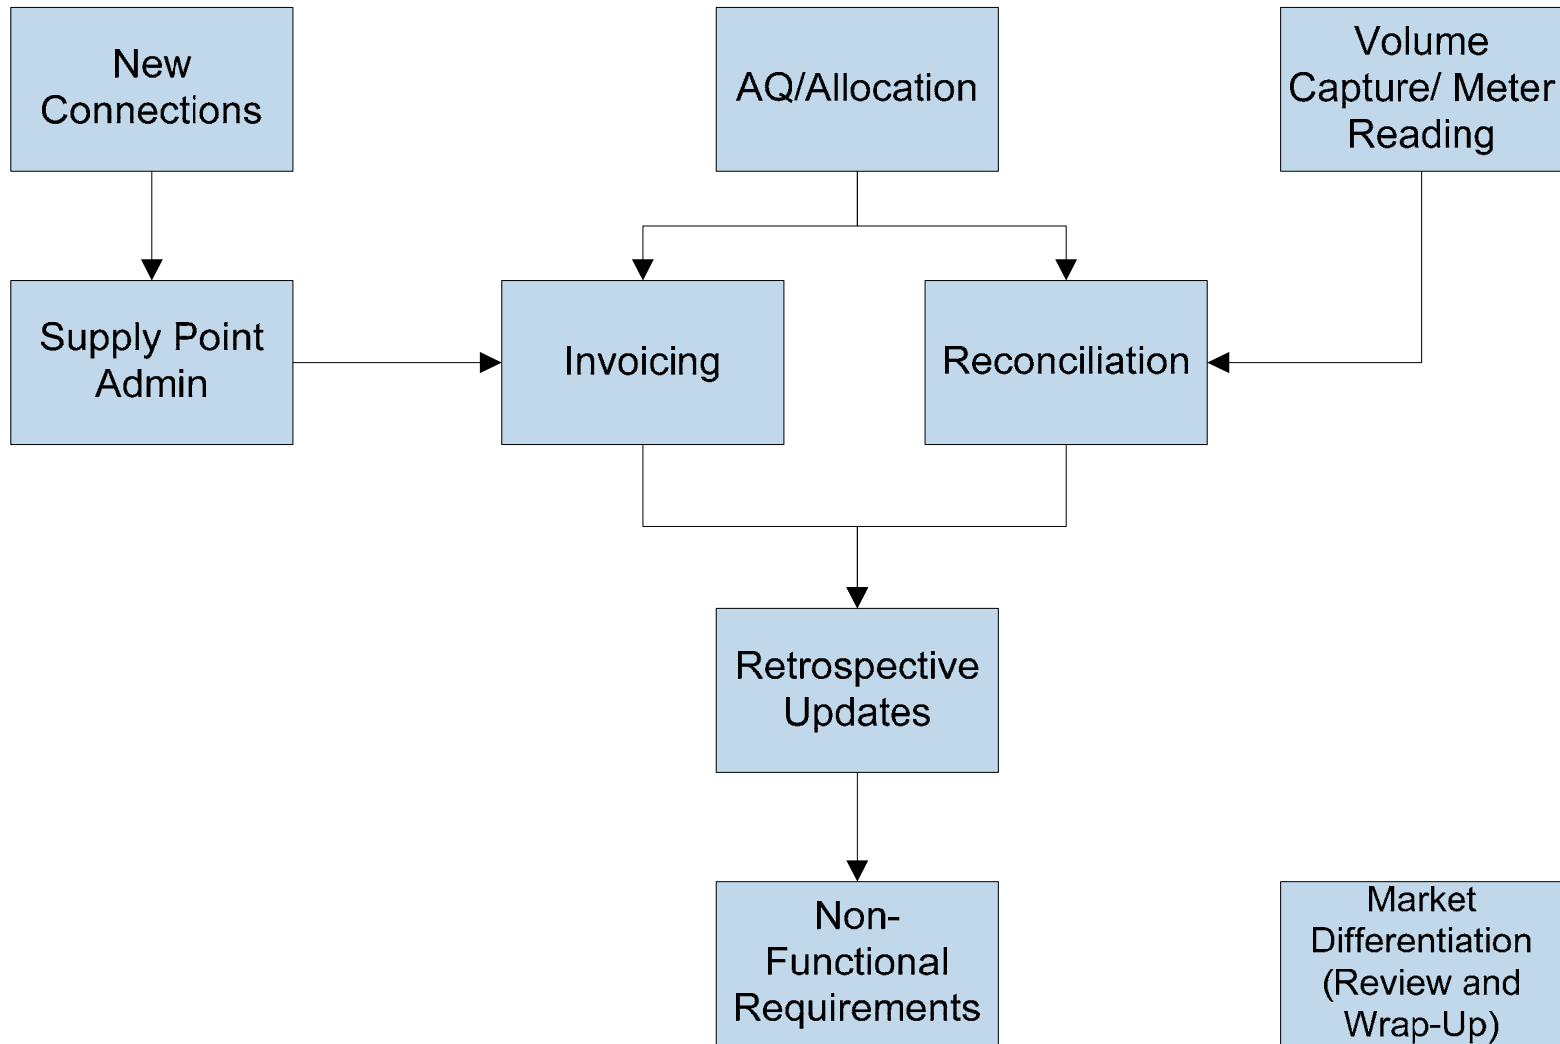 New
Connections
AQ/Allocation
Volume
Capture/ Meter
Reading
Supply Point
Admin
Invoicing
Reconciliation
Retrospective
Updates
Non-
Functional
Requirements
Market
Differentiation
(Review and
Wrap-Up)